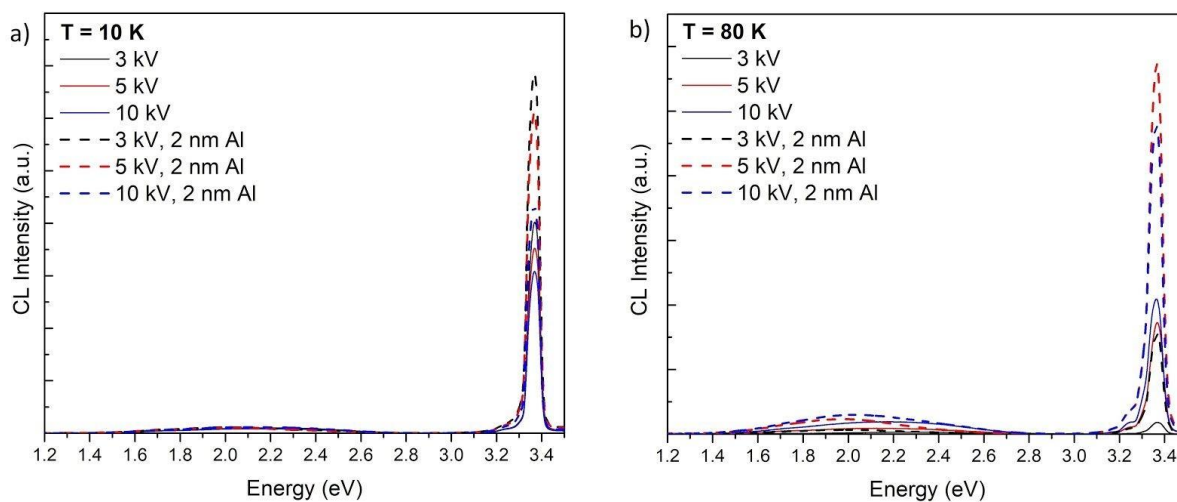 a)
T = 10 K
3 kV
5 kV
10 kV
3 kV, 2 nm Al
5 kV, 2 nm Al
10 kV, 2 nm Al
CL Intensity (a.u.)
1.2 1.4 1.6 1.8 2.0 2.2 2.4 2.6 2.8 3.0 3.2 3.4
Energy (eV)
b)
T = 80 K
3 kV
5 kV
10 kV
3 kV, 2 nm Al
5 kV, 2 nm Al
10 kV, 2 nm Al
CL Intensity (a.u.)
1.2 1.4 1.6 1.8 2.0 2.2 2.4 2.6 2.8 3.0 3.2 3.4
Energy (eV)